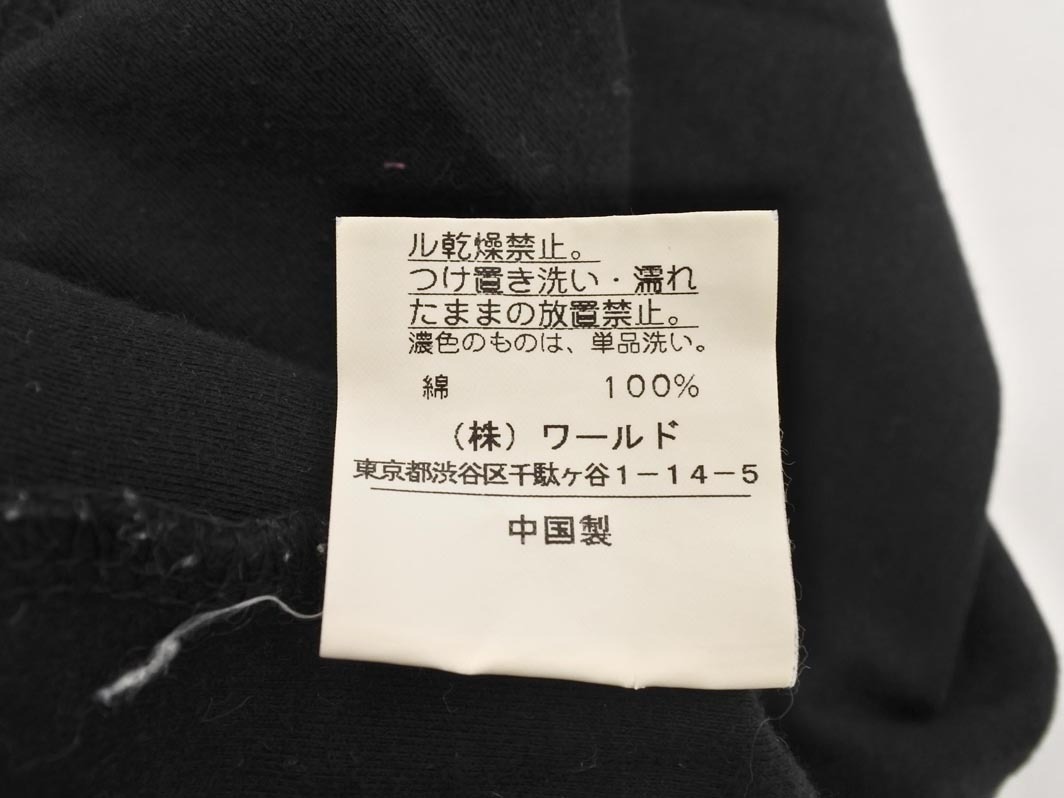 ル乾燥禁止。
つけ置き洗い・濡れ
たままの放置禁止。
濃色のものは、単品洗い。
綿 100%
(株) ワールド
東京都渋谷区千駄ヶ谷1-14-5
中国製